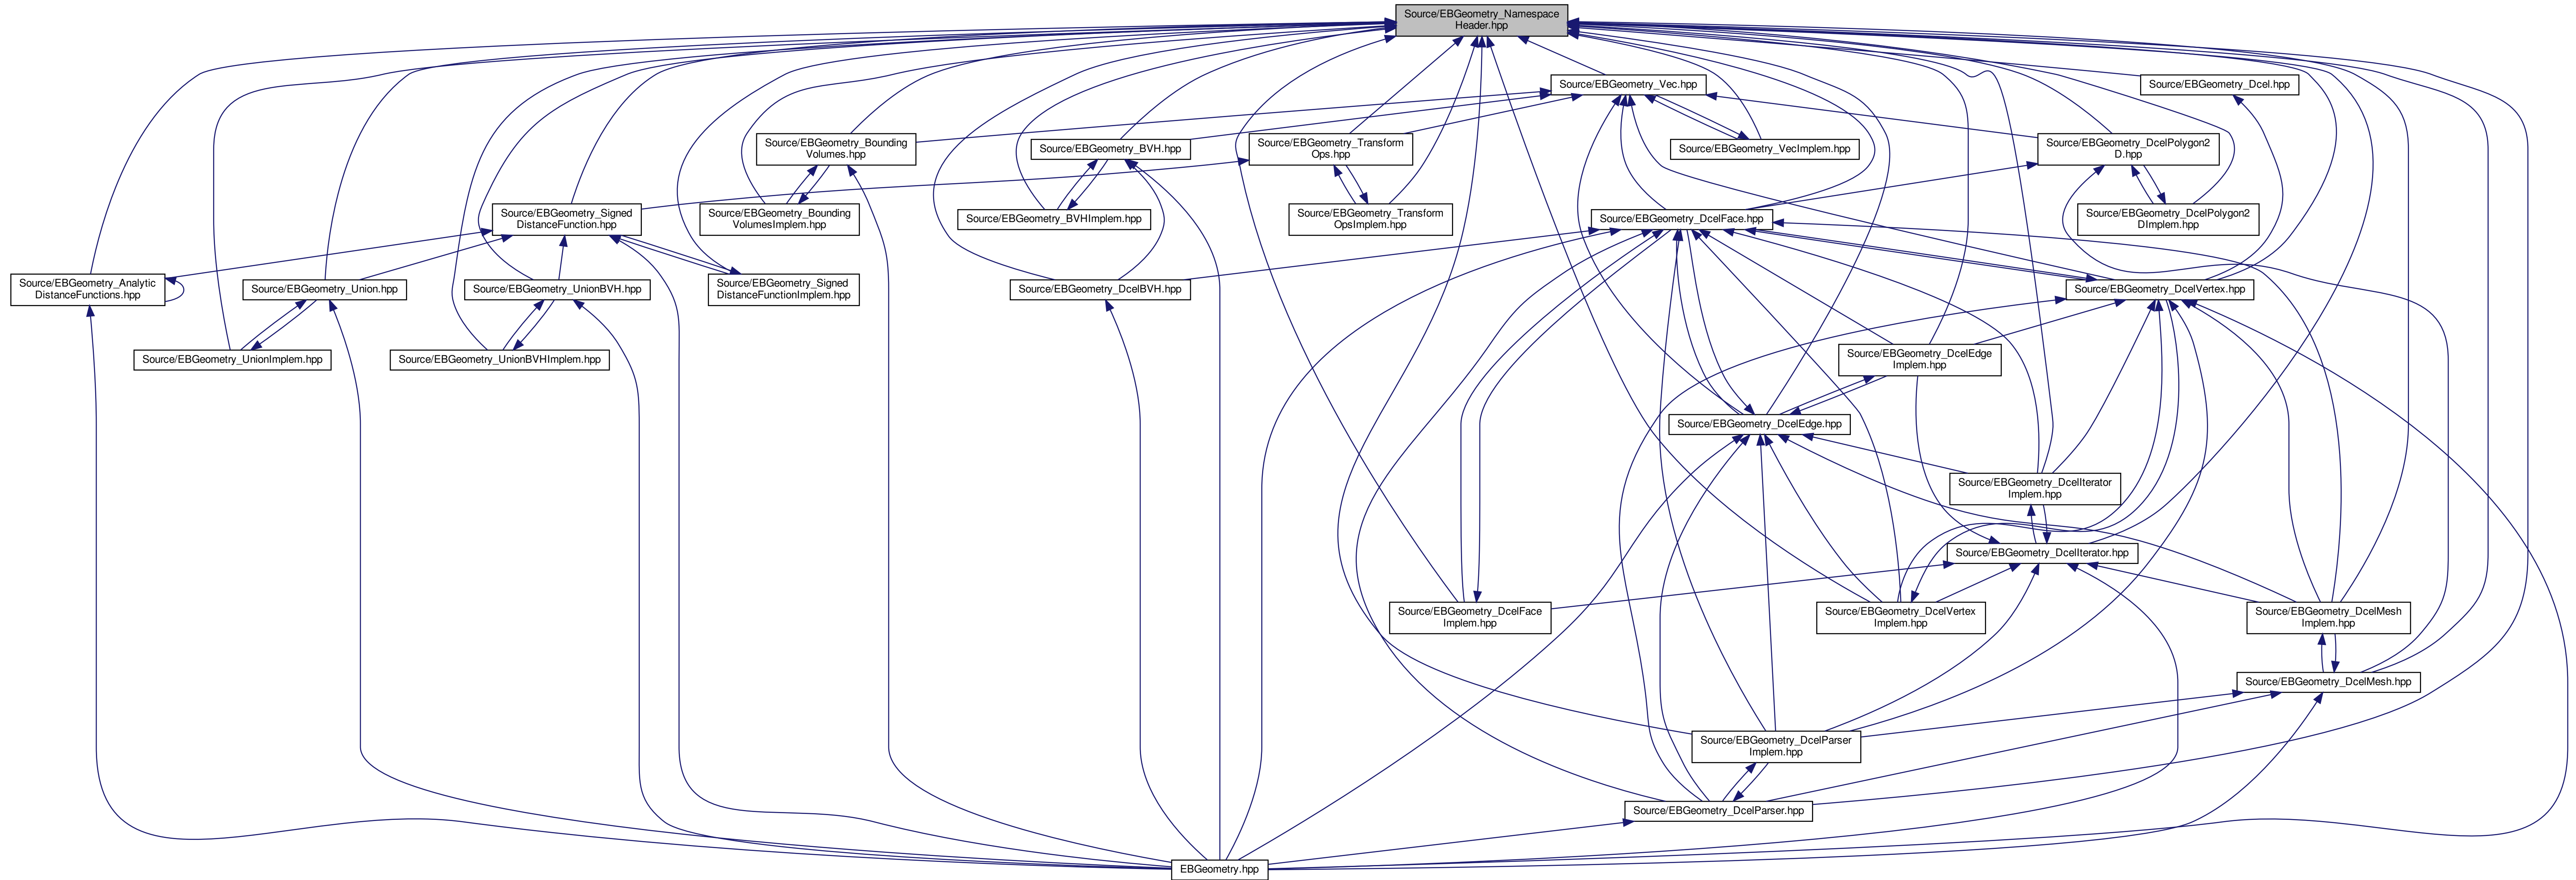 Source/EBGeometry_Namespace
Header.hpp
Source/EBGeometry_Vec.hpp
Source/EBGeometry_Dcel.hpp
Source/EBGeometry_Bounding
Volumes.hpp
Source/EBGeometry_BVH.hpp
Source/EBGeometry_Transform
Ops.hpp
Source/EBGeometry_VecImplem.hpp
Source/EBGeometry_DcelPolygon2
D.hpp
Source/EBGeometry_Signed
DistanceFunction.hpp
Source/EBGeometry_Bounding
VolumesImplem.hpp
Source/EBGeometry_BVHImplem.hpp
Source/EBGeometry_Transform
OpsImplem.hpp
Source/EBGeometry_DcelFace.hpp
Source/EBGeometry_DcelPolygon2
DImplem.hpp
Source/EBGeometry_Analytic
DistanceFunctions.hpp
Source/EBGeometry_Union.hpp
Source/EBGeometry_UnionBVH.hpp
Source/EBGeometry_Signed
DistanceFunctionImplem.hpp
Source/EBGeometry_DcelBVH.hpp
Source/EBGeometry_DcelVertex.hpp
Source/EBGeometry_UnionImplem.hpp
Source/EBGeometry_UnionBVHImplem.hpp
Source/EBGeometry_DcelEdge
Implem.hpp
Source/EBGeometry_DcelEdge.hpp
Source/EBGeometry_DcelIterator
Implem.hpp
Source/EBGeometry_DcelIterator.hpp
Source/EBGeometry_DcelFace
Implem.hpp
Source/EBGeometry_DcelVertex
Implem.hpp
Source/EBGeometry_DcelMesh
Implem.hpp
Source/EBGeometry_DcelMesh.hpp
Source/EBGeometry_DcelParser
Implem.hpp
Source/EBGeometry_DcelParser.hpp
EBGeometry.hpp